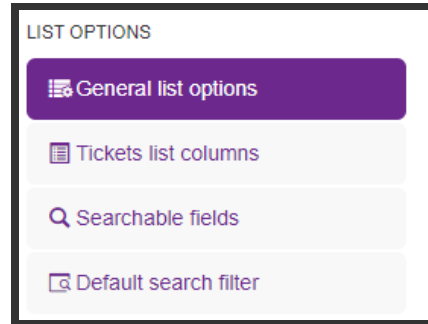 LIST OPTIONS
General list options
Tickets list columns
Searchable fields
Default search filter